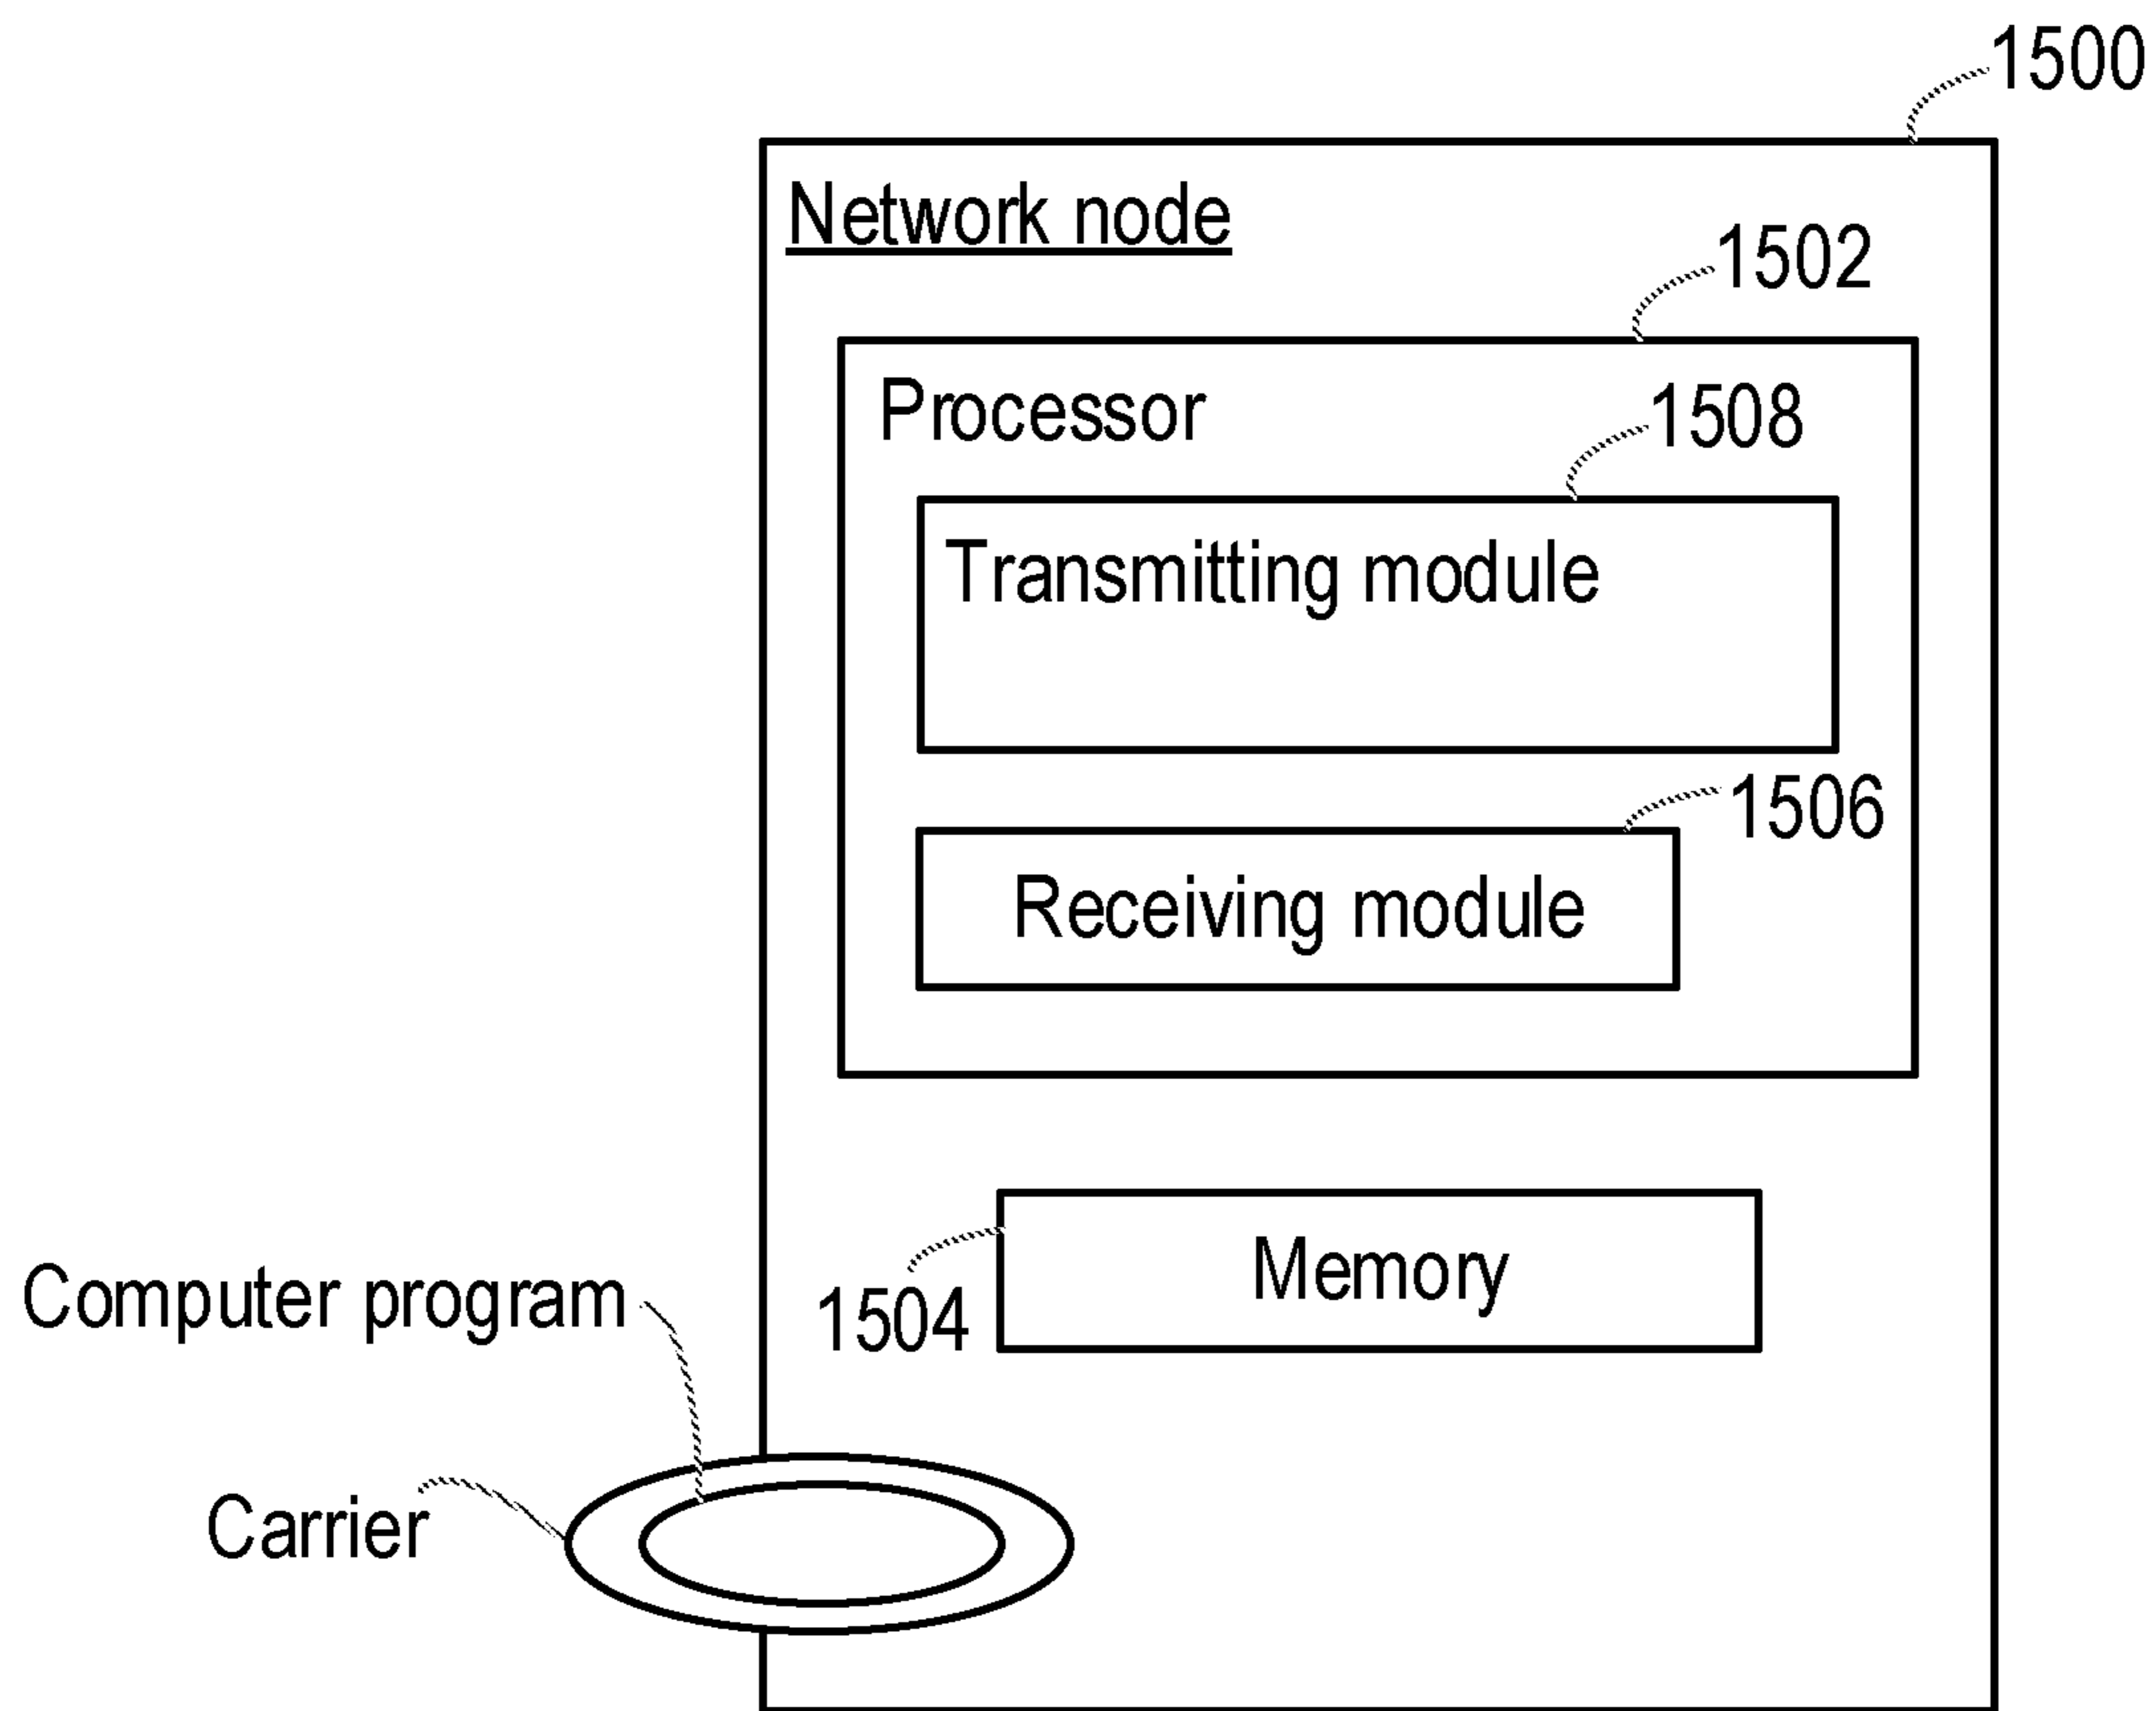 1500
Network node
1502
Processor
1508
Transmitting module
1506
Receiving module
Memory
1504
Computer program
Carrier